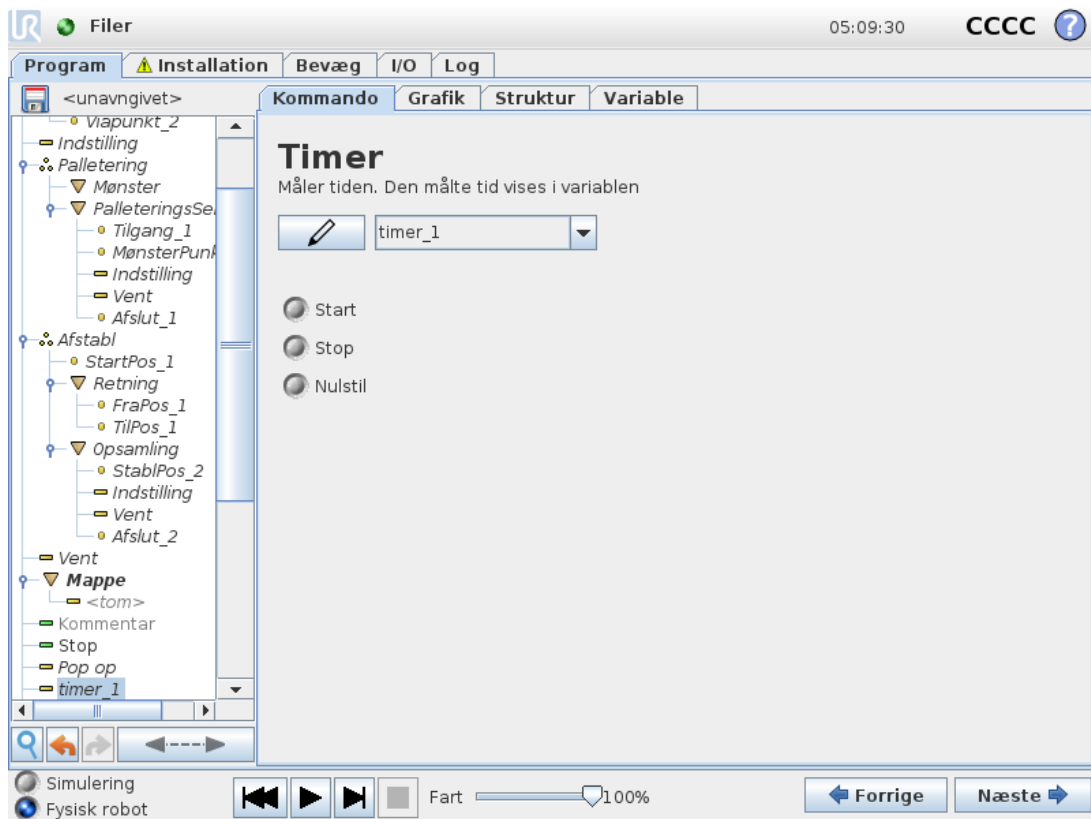 UR Filer 05:09:30 CCCC ?
Program Installation Bevæg I/O Log
<unavngivet>
Kommando Grafik Struktur Variable
Viapunkt_2
Indstilling
Palletering
Mønster
PalleteringsSe
Tilgang_1
MønsterPunk
Indstilling
Vent
Afslut_1
Afstabl
StartPos_1
Retning
FraPos_1
TilPos_1
Opsamling
StablPos_2
Indstilling
Vent
Afslut_2
Vent
Mappe
<tom>
Kommentar
Stop
Pop op
timer_1
Timer
Måler tiden. Den målte tid vises i variablen
timer_1
Start
Stop
Nulstil
Simulering
Fysisk robot
Fart 100%
Forrige Næste